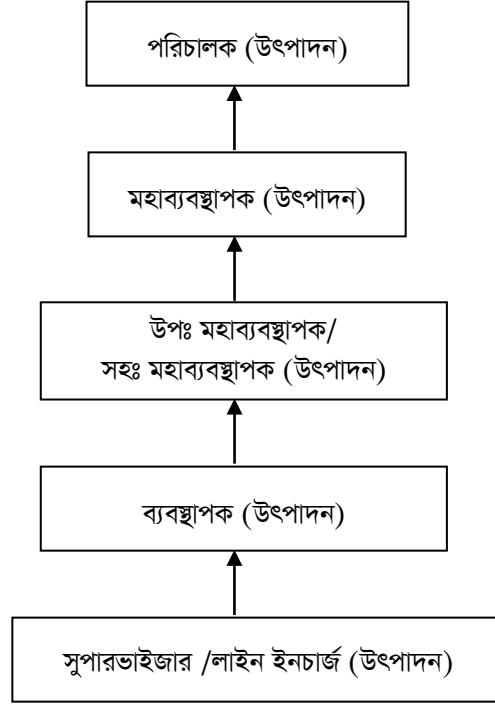 পরিচালক (উৎপাদন)
মহাব্যবস্থাপক (উৎপাদন)
উপঃ মহাব্যবস্থাপক/
সহঃ মহাব্যবস্থাপক (উৎপাদন)
ব্যবস্থাপক (উৎপাদন)
সুপারভাইজার /লাইন ইনচার্জ (উৎপাদন)